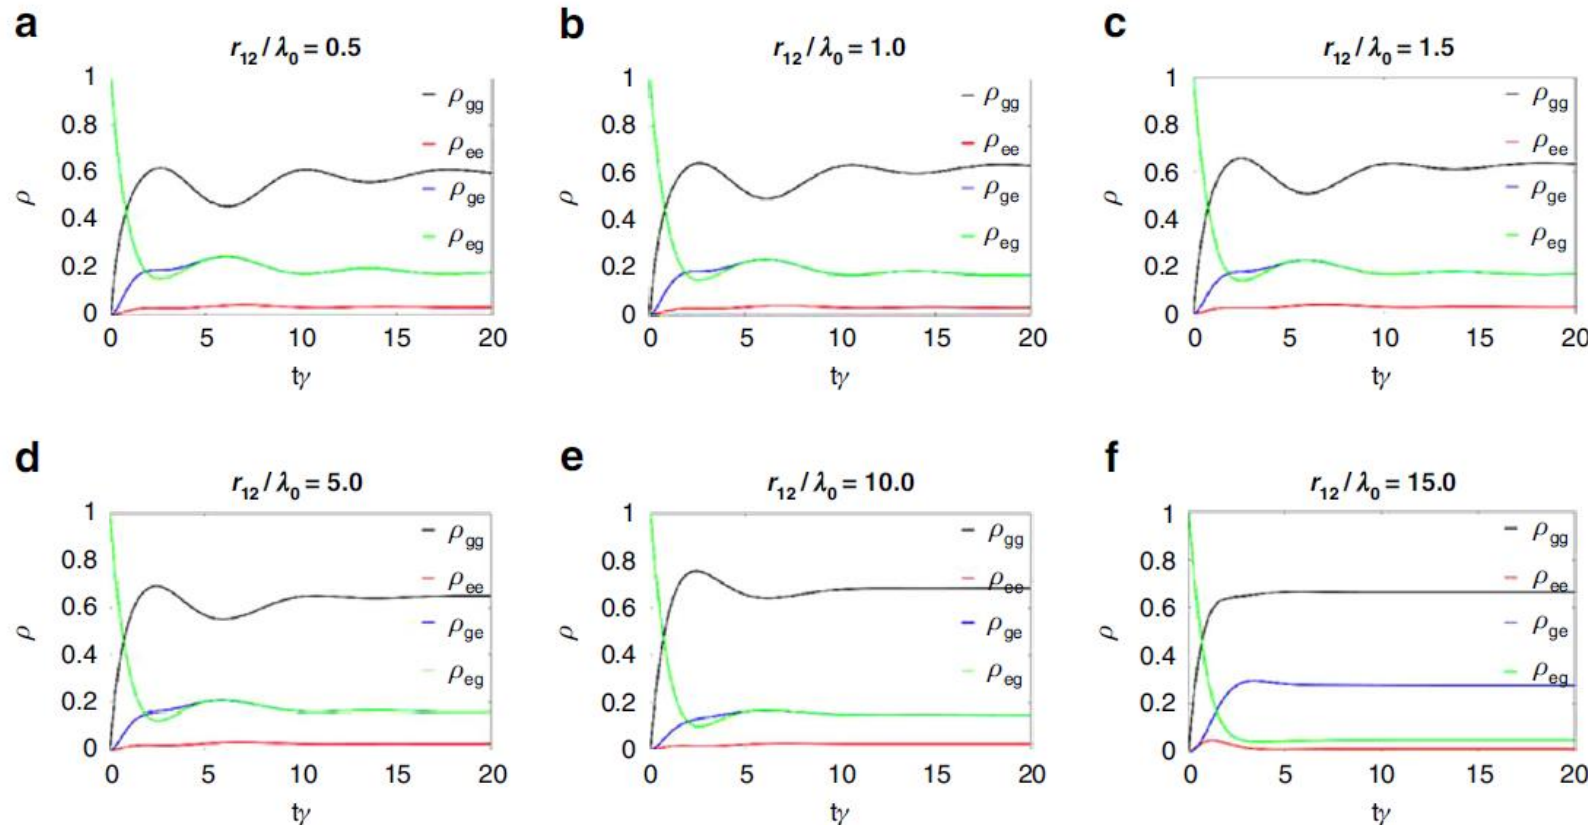 a
r₁₂ / λ₀ = 0.5
1
0.8
0.6
0.4
0.2
0
ρ
ρgg
ρee
ρge
ρeg
0 5 10 15 20
tγ
b
r₁₂ / λ₀ = 1.0
1
0.8
0.6
0.4
0.2
0
ρ
ρgg
ρee
ρge
ρeg
0 5 10 15 20
tγ
c
r₁₂ / λ₀ = 1.5
1
0.8
0.6
0.4
0.2
0
ρ
ρgg
ρee
ρge
ρeg
0 5 10 15 20
tγ
d
r₁₂ / λ₀ = 5.0
1
0.8
0.6
0.4
0.2
0
ρ
ρgg
ρee
ρge
ρeg
0 5 10 15 20
tγ
e
r₁₂ / λ₀ = 10.0
1
0.8
0.6
0.4
0.2
0
ρ
ρgg
ρee
ρge
ρeg
0 5 10 15 20
tγ
f
r₁₂ / λ₀ = 15.0
1
0.8
0.6
0.4
0.2
0
ρ
ρgg
ρee
ρge
ρeg
0 5 10 15 20
tγ